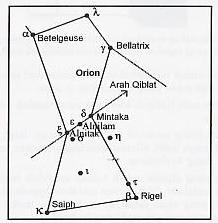 λ
α
Betelgeuse
γ Bellatrix
Orion
Arah Qiblat
δ
Mintaka
ε
Alnilam
ξ
Alnitak
σ
η
ι
τ
β
Rigel
κ
Saiph